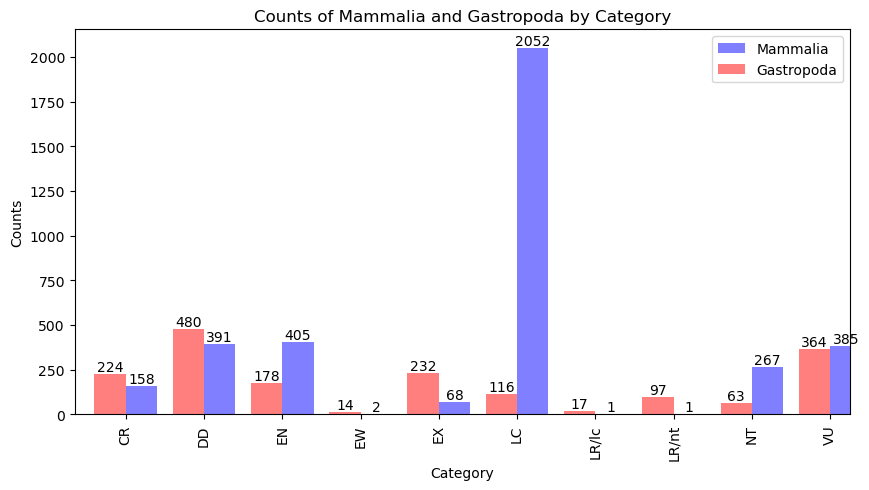 Counts of Mammalia and Gastropoda by Category
Mammalia
Gastropoda
Counts
2000
1750
1500
1250
1000
750
500
250
0
224
158
480
391
178
405
14
2
232
68
116
2052
17
1
97
1
63
267
364
385
CR
DD
EN
EW
EX
LC
LR/lc
LR/nt
NT
VU
Category